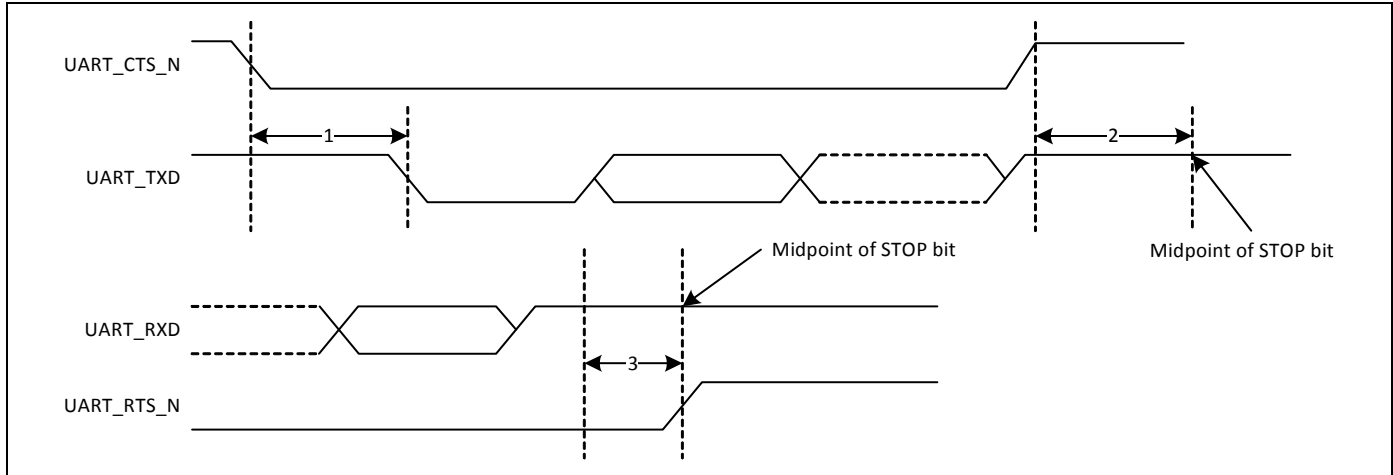 UART_CTS_N
1
2
UART_TXD
Midpoint of STOP bit
Midpoint of STOP bit
UART_RXD
3
UART_RTS_N